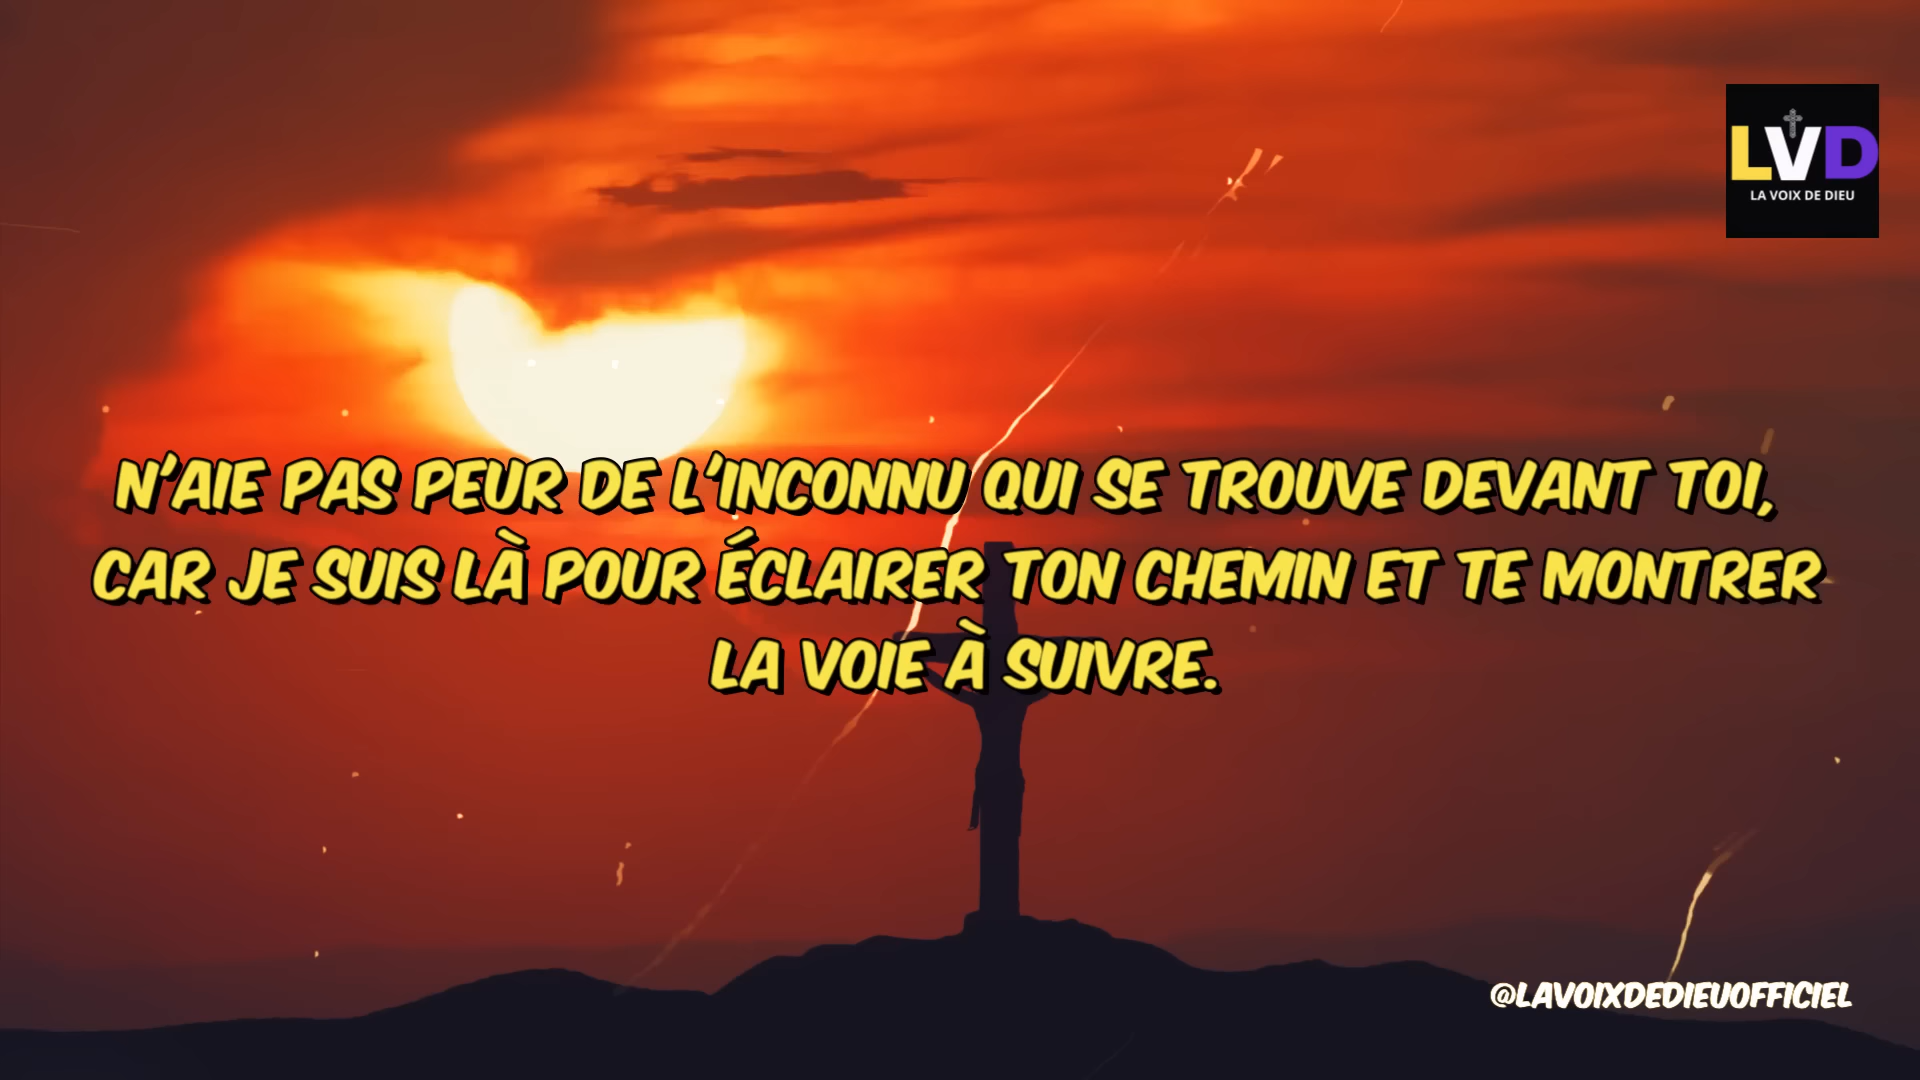 LVD
LA VOIX DE DIEU
N'AIE PAS PEUR DE L'INCONNU QUI SE TROUVE DEVANT TOI,
CAR JE SUIS LÀ POUR ÉCLAIRER TON CHEMIN ET TE MONTRER
LA VOIE À SUIVRE.
@LAVOIXDEDIEUOFFICIEL